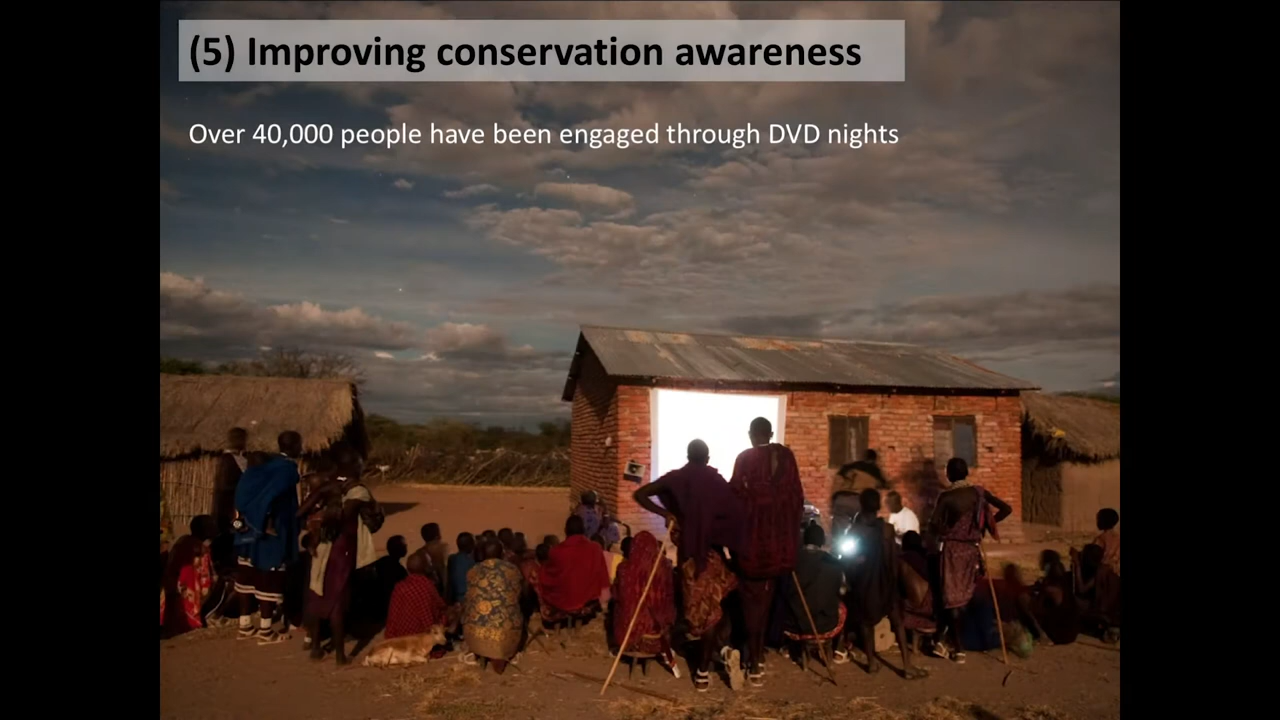 (5) Improving conservation awareness
Over 40,000 people have been engaged through DVD nights